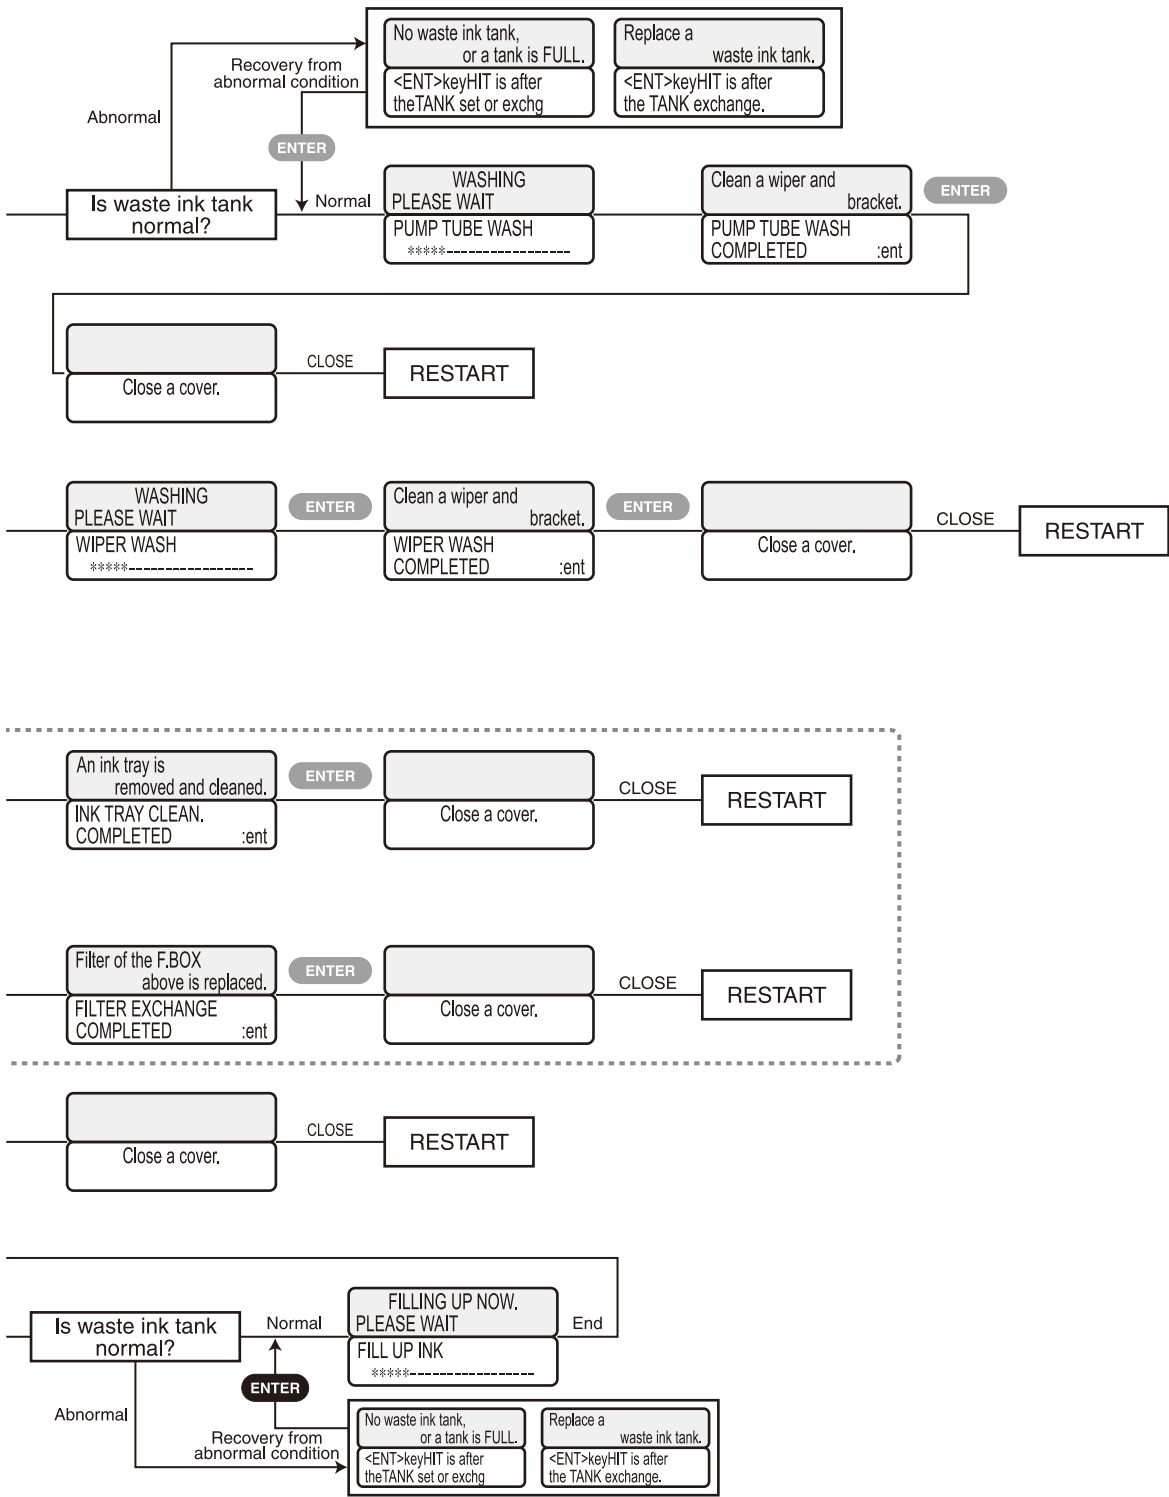 No waste ink tank,
or a tank is FULL.
<ENT>keyHIT is after
theTANK set or exchg
Replace a
waste ink tank.
<ENT>keyHIT is after
the TANK exchange.
Recovery from
abnormal condition
Abnormal
ENTER
Is waste ink tank
normal?
Normal
WASHING
PLEASE WAIT
PUMP TUBE WASH
*****-----------------
Clean a wiper and
bracket.
PUMP TUBE WASH
COMPLETED :ent
ENTER
Close a cover.
CLOSE
RESTART
WASHING
PLEASE WAIT
WIPER WASH
*****-----------------
ENTER
Clean a wiper and
bracket.
WIPER WASH
COMPLETED :ent
ENTER
Close a cover.
CLOSE
RESTART
An ink tray is
removed and cleaned.
INK TRAY CLEAN.
COMPLETED :ent
ENTER
Close a cover.
CLOSE
RESTART
Filter of the F.BOX
above is replaced.
FILTER EXCHANGE
COMPLETED :ent
ENTER
Close a cover.
CLOSE
RESTART
Close a cover.
CLOSE
RESTART
Is waste ink tank
normal?
Normal
FILLING UP NOW.
PLEASE WAIT
FILL UP INK
*****-----------------
End
ENTER
Abnormal
Recovery from
abnormal condition
No waste ink tank,
or a tank is FULL.
<ENT>keyHIT is after
theTANK set or exchg
Replace a
waste ink tank.
<ENT>keyHIT is after
the TANK exchange.